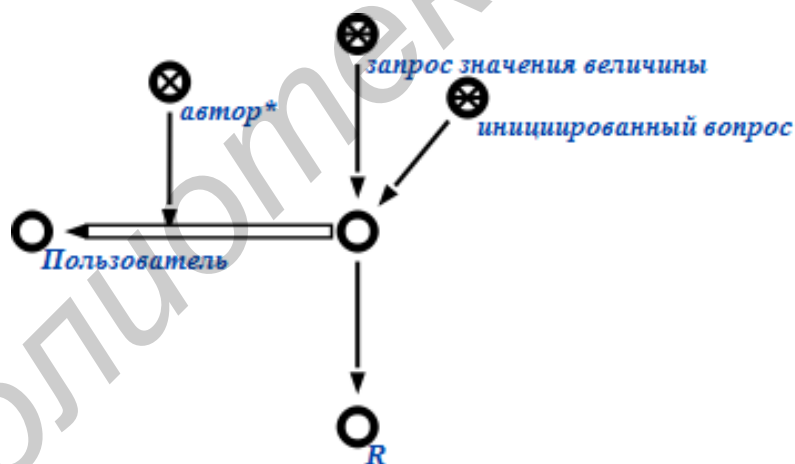 запрос значения величины
автор*
инициированный вопрос
Пользователь
R